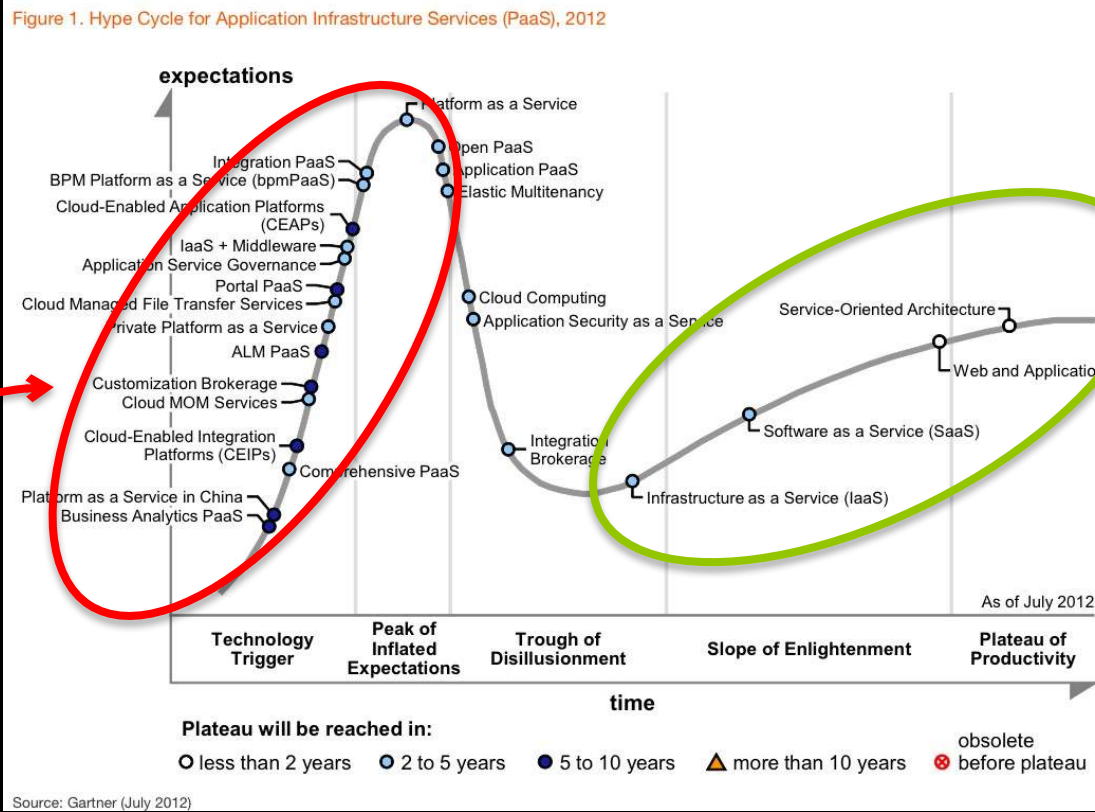 Figure 1. Hype Cycle for Application Infrastructure Services (PaaS), 2012
expectations
Platform as a Service
Open PaaS
Application PaaS
Elastic Multitenancy
Integration PaaS
BPM Platform as a Service (bpmPaaS)
Cloud-Enabled Application Platforms
(CEAPs)
IaaS + Middleware
Application Service Governance
Portal PaaS
Cloud Managed File Transfer Services
Private Platform as a Service
ALM PaaS
Customization Brokerage
Cloud MOM Services
Cloud-Enabled Integration
Platforms (CEIPs)
Comprehensive PaaS
Platform as a Service in China
Business Analytics PaaS
Cloud Computing
Application Security as a Service
Integration
Brokerage
Infrastructure as a Service (IaaS)
Software as a Service (SaaS)
Service-Oriented Architecture
Web and Applicatio
As of July 2012
Technology
Trigger
Peak of
Inflated
Expectations
Trough of
Disillusionment
Slope of Enlightenment
Plateau of
Productivity
time
Plateau will be reached in:
less than 2 years
2 to 5 years
5 to 10 years
more than 10 years
obsolete
before plateau
Source: Gartner (July 2012)